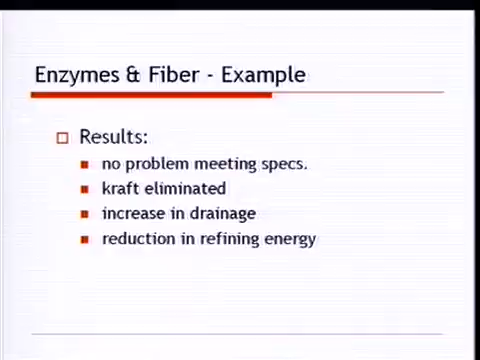 Enzymes & Fiber - Example
Results:
no problem meeting specs.
kraft eliminated
increase in drainage
reduction in refining energy